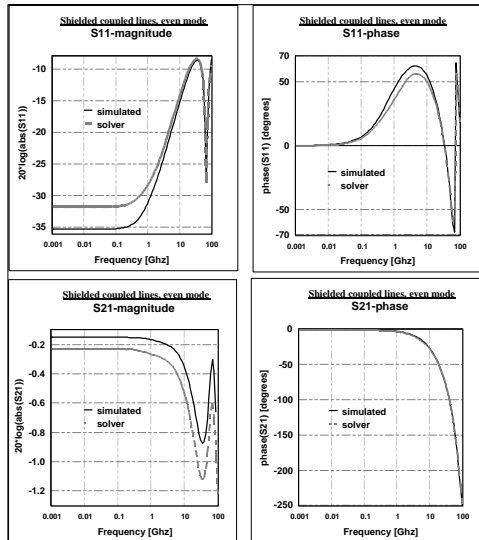 Shielded coupled lines, even mode
S11-magnitude
20*log(abs(S11))
-10
-15
-20
-25
-30
-35
simulated
solver
0.001 0.01 0.1 1 10 100
Frequency [Ghz]
Shielded coupled lines, even mode
S11-phase
phase(S11) [degrees]
70
50
0
-50
-70
simulated
solver
0.001 0.01 0.1 1 10 100
Frequency [Ghz]
Shielded coupled lines, even mode
S21-magnitude
20*log(abs(S21))
-0.2
-0.4
-0.6
-0.8
-1.0
-1.2
simulated
solver
0.001 0.01 0.1 1 10 100
Frequency [Ghz]
Shielded coupled lines, even mode
S21-phase
phase(S21) [degrees]
0
-50
-100
-150
-200
-250
simulated
solver
0.001 0.01 0.1 1 10 100
Frequency [Ghz]